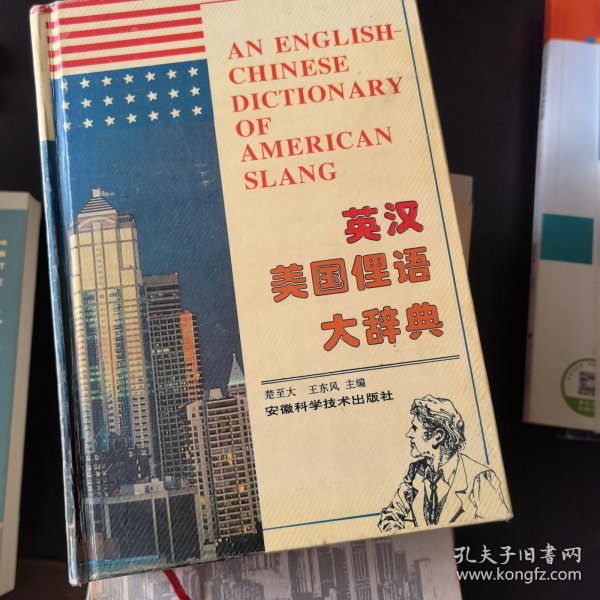 AN ENGLISH-
CHINESE
DICTIONARY
OF
AMERICAN
SLANG
英汉
美国俚语
大辞典
楚至大 王东风 主编
安徽科学技术出版社
孔夫子旧书网
www.kongfz.com